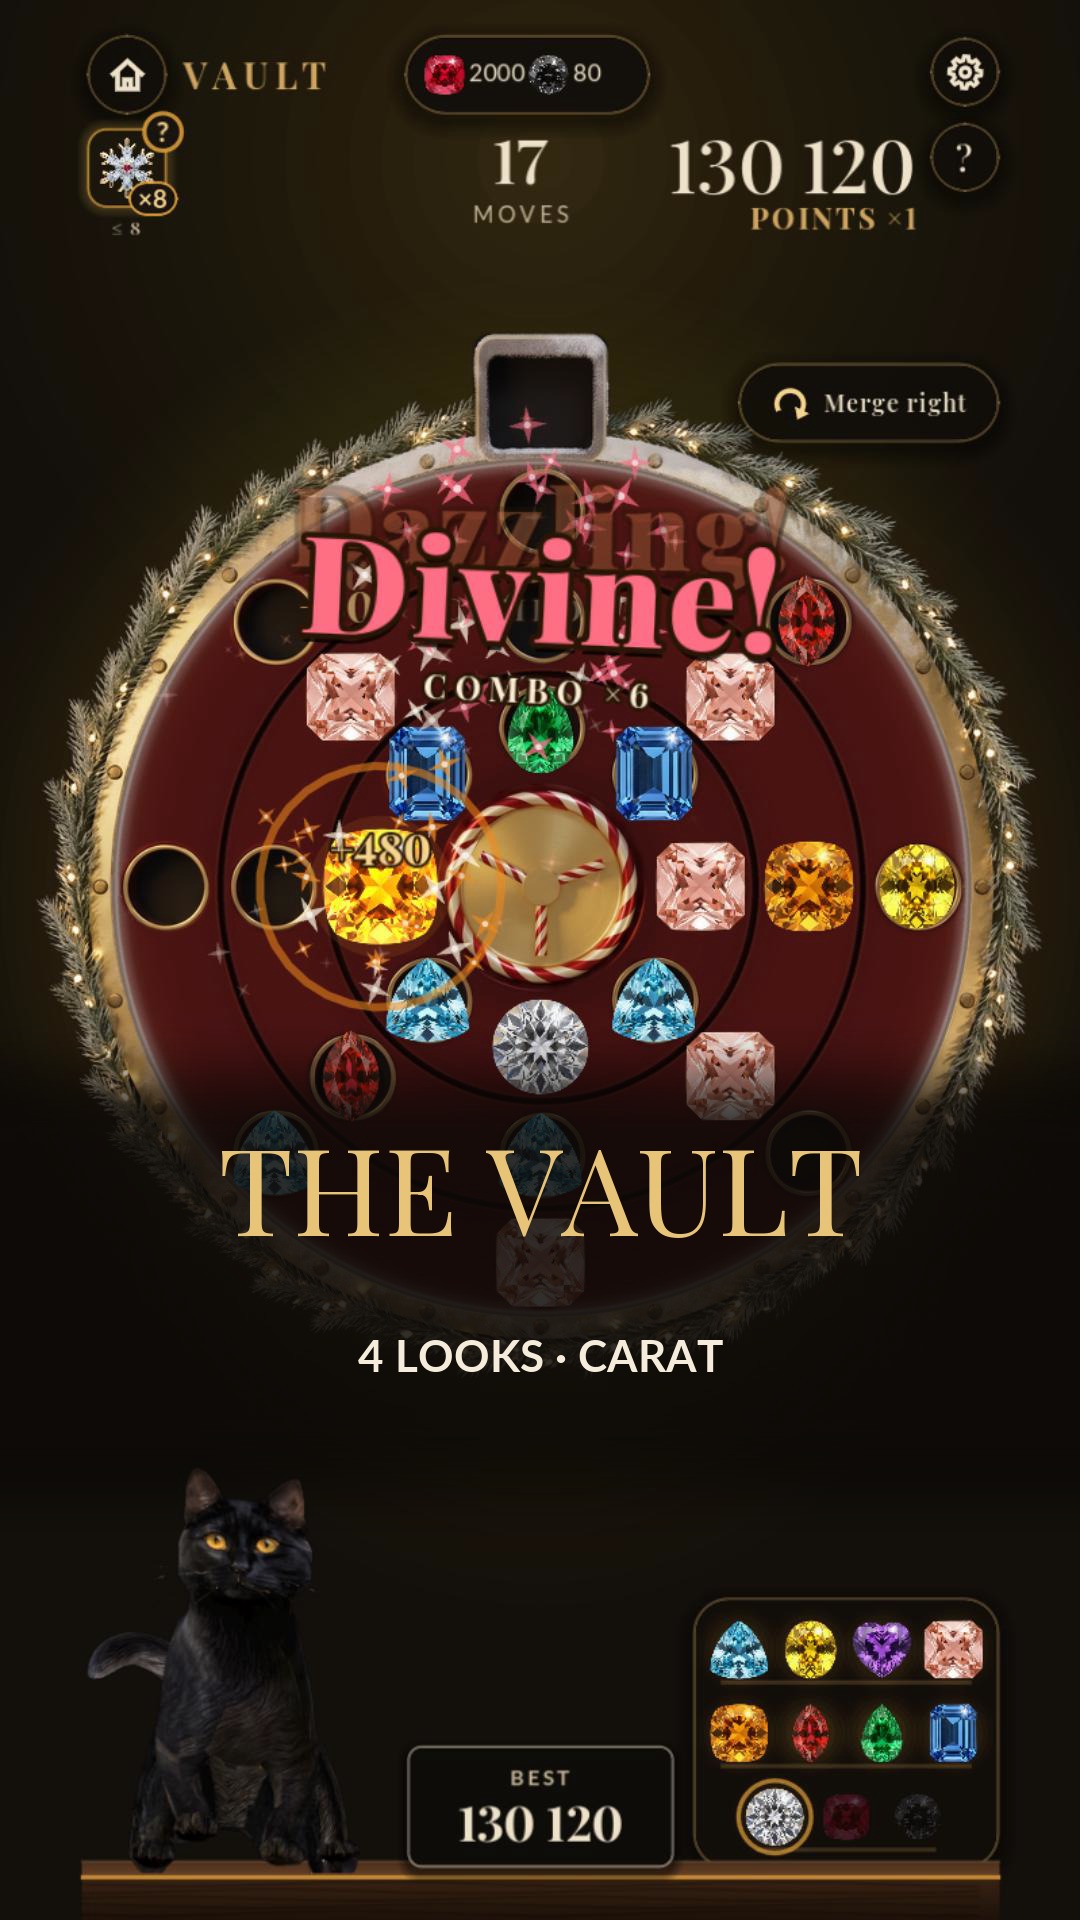 VAULT
2000 80
?
×8
≤ 8
17
MOVES
130 120
POINTS ×1
?
Merge right
Dazzling!
Divine!
COMBO ×6
+480
THE VAULT
4 LOOKS · CARAT
BEST
130 120